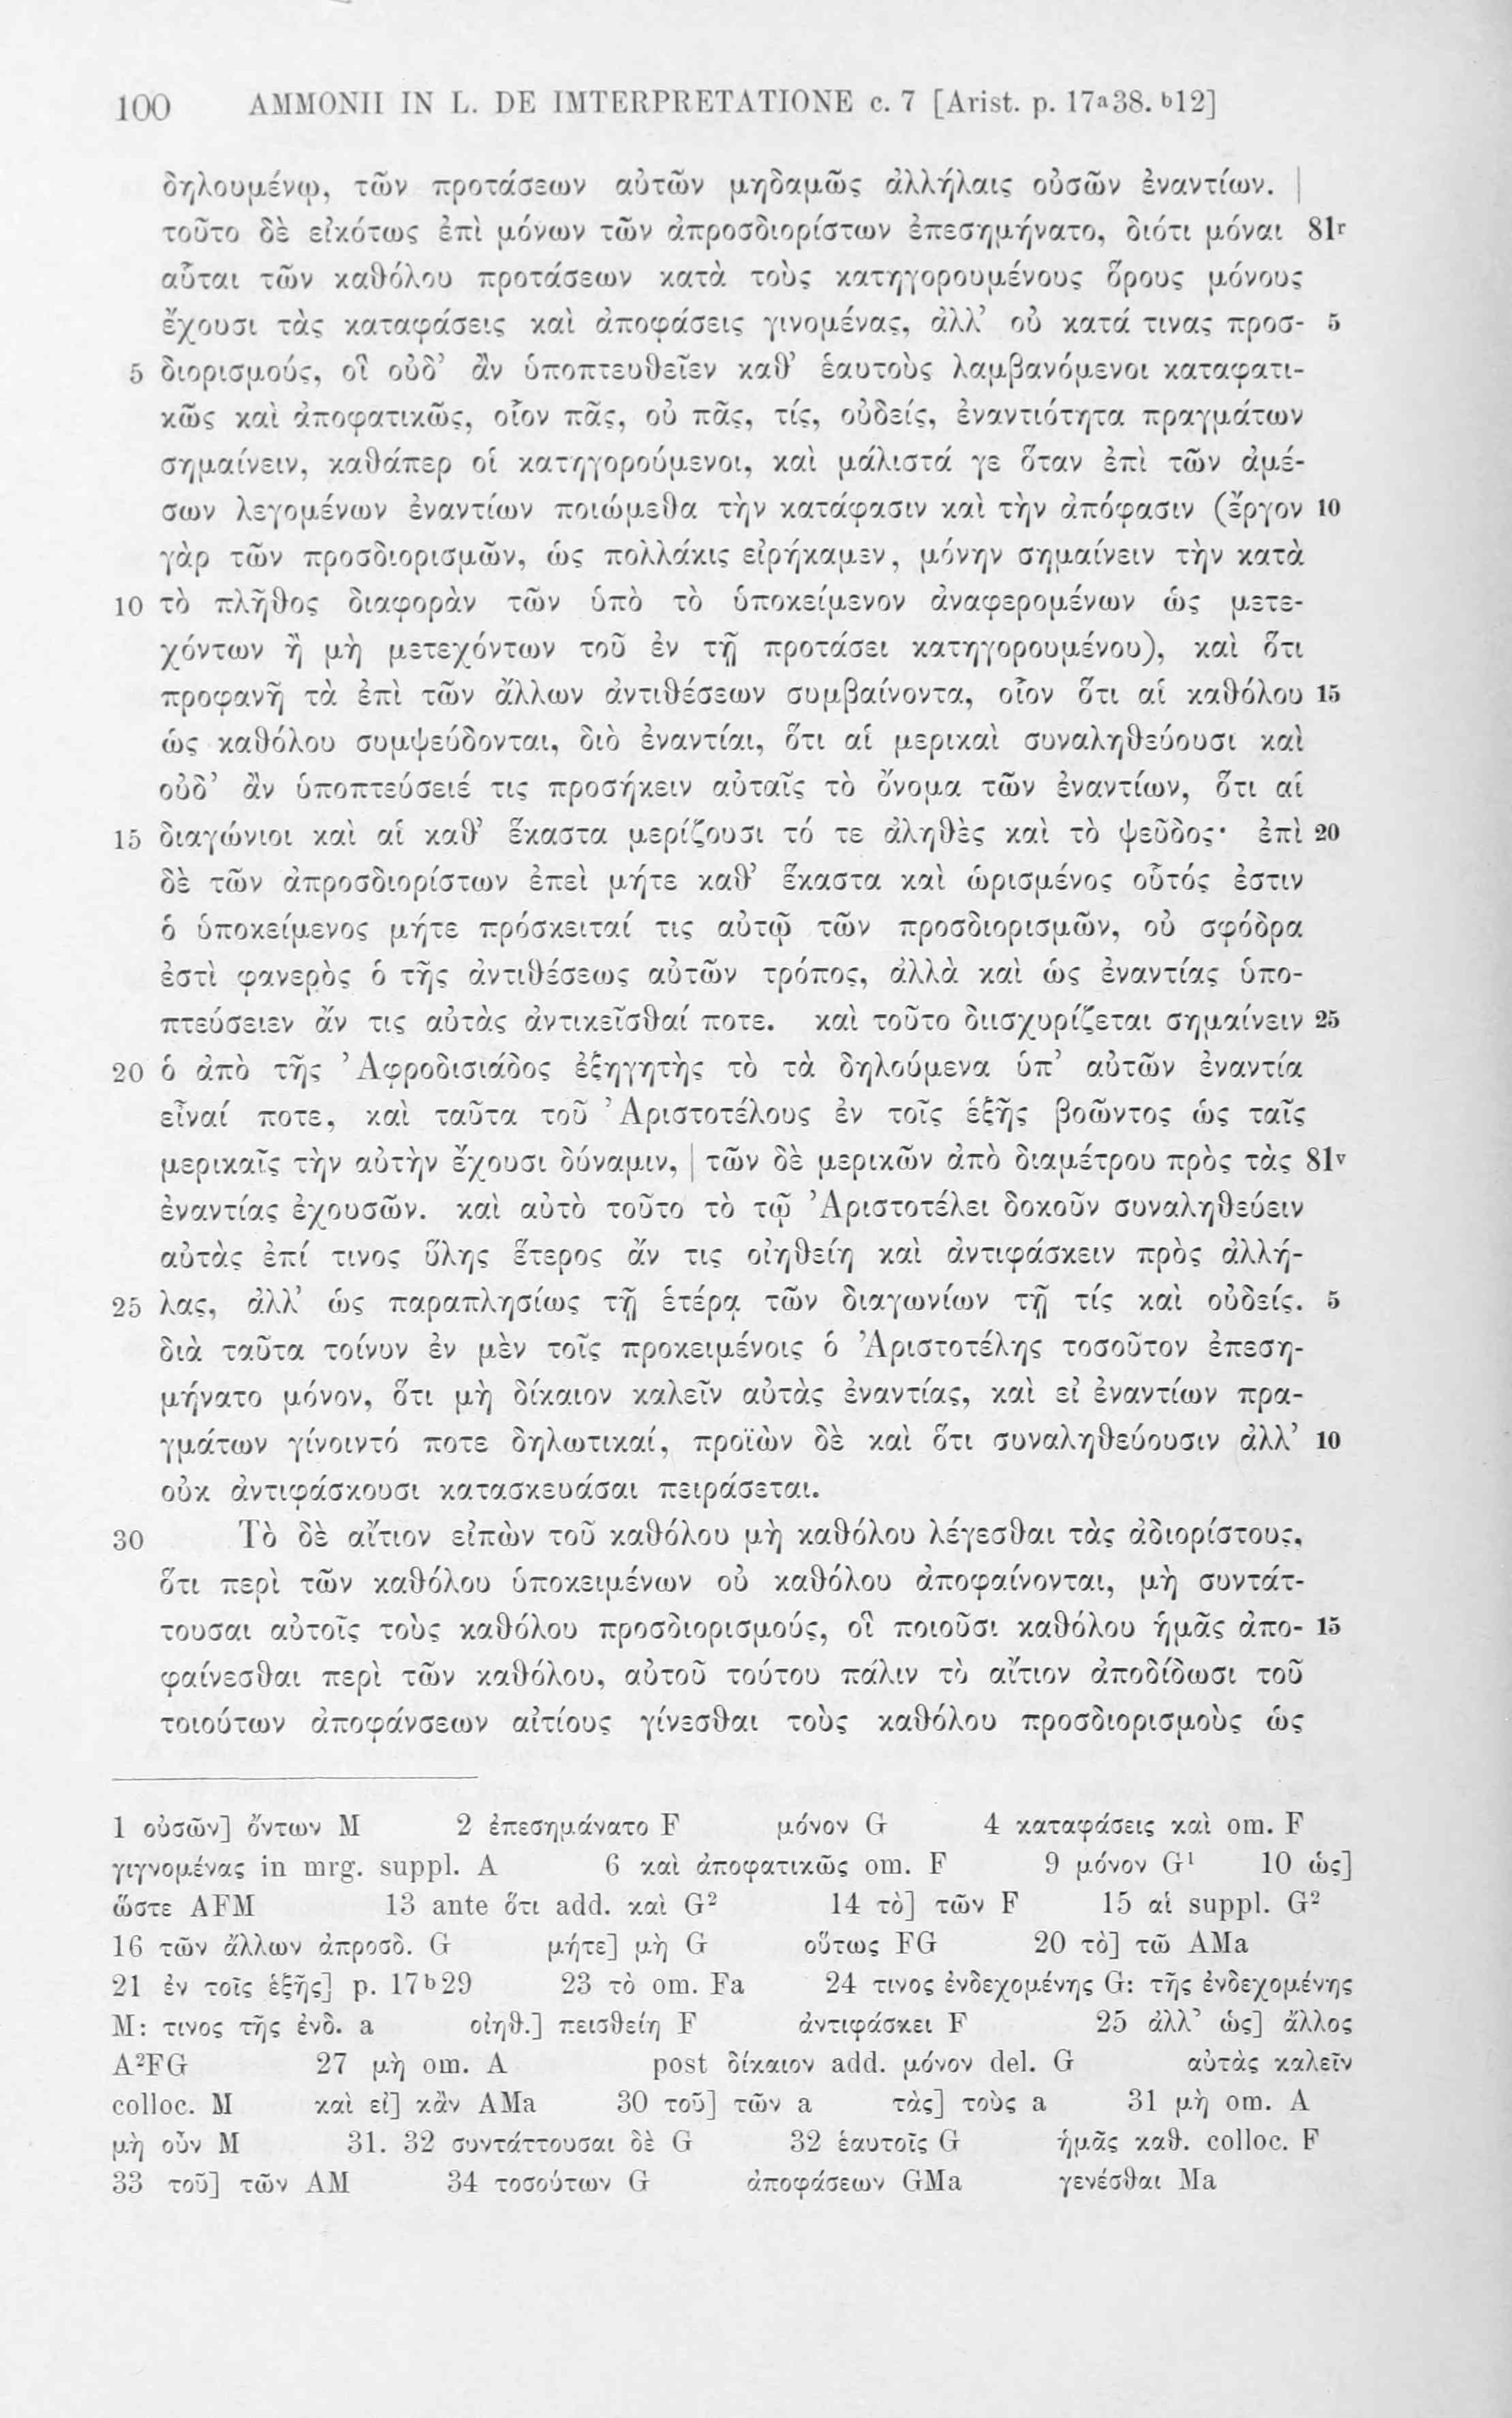 100 AMMONII IN L. DE IMTERPRETATIONE c. 7 [Arist. p. 17a38. b12]
δηλουμένῳ, τῶν προτάσεων αὐτῶν μηδαμῶς ἀλλήλαις οὐσῶν ἐναντίων. |
τοῦτο δὲ εἰκότως ἐπὶ μόνων τῶν ἀπροσδιορίστων ἐπεσημήνατο, διότι μόναι 81r
αὗται τῶν καθόλου προτάσεων κατὰ τοὺς κατηγορουμένους ὅρους μόνους
ἔχουσι τὰς καταφάσεις καὶ ἀποφάσεις γινομένας, ἀλλ’ οὐ κατά τινας προσ- 5
5 διορισμούς, οἳ οὐδ’ ἂν ὑποπτευθεῖεν καθ’ ἑαυτοὺς λαμβανόμενοι καταφατι-
κῶς καὶ ἀποφατικῶς, οἷον πᾶς, οὐ πᾶς, τίς, οὐδείς, ἐναντιότητα πραγμάτων
σημαίνειν, καθάπερ οἱ κατηγορούμενοι, καὶ μάλιστά γε ὅταν ἐπὶ τῶν ἀμέ-
σων λεγομένων ἐναντίων ποιώμεθα τὴν κατάφασιν καὶ τὴν ἀπόφασιν (ἔργον 10
γὰρ τῶν προσδιορισμῶν, ὡς πολλάκις εἰρήκαμεν, μόνην σημαίνειν τὴν κατὰ
10 τὸ πλῆθος διαφορὰν τῶν ὑπὸ τὸ ὑποκείμενον ἀναφερομένων ὡς μετε-
χόντων ἢ μὴ μετεχόντων τοῦ ἐν τῇ προτάσει κατηγορουμένου), καὶ ὅτι
προφανῆ τὰ ἐπὶ τῶν ἄλλων ἀντιθέσεων συμβαίνοντα, οἷον ὅτι αἱ καθόλου 15
ὡς καθόλου συμψεύδονται, διὸ ἐναντίαι, ὅτι αἱ μερικαὶ συναληθεύουσι καὶ
οὐδ’ ἂν ὑποπτεύσειέ τις προσήκειν αὐταῖς τὸ ὄνομα τῶν ἐναντίων, ὅτι αἱ
15 διαγώνιοι καὶ αἱ καθ’ ἕκαστα μερίζουσι τό τε ἀληθὲς καὶ τὸ ψεῦδος· ἐπὶ 20
δὲ τῶν ἀπροσδιορίστων ἐπεὶ μήτε καθ’ ἕκαστα καὶ ὡρισμένος οὗτός ἐστιν
ὁ ὑποκείμενος μήτε πρόσκειταί τις αὐτῷ τῶν προσδιορισμῶν, οὐ σφόδρα
ἐστὶ φανερὸς ὁ τῆς ἀντιθέσεως αὐτῶν τρόπος, ἀλλὰ καὶ ὡς ἐναντίας ὑπο-
πτεύσειεν ἄν τις αὐτὰς ἀντικεῖσθαί ποτε. καὶ τοῦτο διισχυρίζεται σημαίνειν 25
20 ὁ ἀπὸ τῆς Ἀφροδισιάδος ἐξηγητὴς τὸ τὰ δηλούμενα ὑπ’ αὐτῶν ἐναντία
εἶναί ποτε, καὶ ταῦτα τοῦ Ἀριστοτέλους ἐν τοῖς ἑξῆς βοῶντος ὡς ταῖς
μερικαῖς τὴν αὐτὴν ἔχουσι δύναμιν, | τῶν δὲ μερικῶν ἀπὸ διαμέτρου πρὸς τὰς 81v
ἐναντίας ἐχουσῶν. καὶ αὐτὸ τοῦτο τὸ τῷ Ἀριστοτέλει δοκοῦν συναληθεύειν
αὐτὰς ἐπί τινος ὕλης ἕτερος ἄν τις οἰηθείη καὶ ἀντιφάσκειν πρὸς ἀλλή-
25 λας, ἀλλ’ ὡς παραπλησίως τῇ ἑτέρᾳ τῶν διαγωνίων τῇ τίς καὶ οὐδείς. 5
διὰ ταῦτα τοίνυν ἐν μὲν τοῖς προκειμένοις ὁ Ἀριστοτέλης τοσοῦτον ἐπεση-
μήνατο μόνον, ὅτι μὴ δίκαιον καλεῖν αὐτὰς ἐναντίας, καὶ εἰ ἐναντίων πρα-
γμάτων γίνοιντό ποτε δηλωτικαί, προϊὼν δὲ καὶ ὅτι συναληθεύουσιν ἀλλ’ 10
οὐκ ἀντιφάσκουσι κατασκευάσαι πειράσεται.
30 Τὸ δὲ αἴτιον εἰπὼν τοῦ καθόλου μὴ καθόλου λέγεσθαι τὰς ἀδιορίστους,
ὅτι περὶ τῶν καθόλου ὑποκειμένων οὐ καθόλου ἀποφαίνονται, μὴ συντάτ-
τουσαι αὐτοῖς τοὺς καθόλου προσδιορισμούς, οἳ ποιοῦσι καθόλου ἡμᾶς ἀπο- 15
φαίνεσθαι περὶ τῶν καθόλου, αὐτοῦ τούτου πάλιν τὸ αἴτιον ἀποδίδωσι τοῦ
τοιούτων ἀποφάνσεων αἰτίους γίνεσθαι τοὺς καθόλου προσδιορισμοὺς ὡς
1 οὐσῶν] ὄντων M 2 ἐπεσημάνατο F μόνον G 4 καταφάσεις καὶ om. F
γιγνομένας in mrg. suppl. A 6 καὶ ἀποφατικῶς om. F 9 μόνον G1 10 ὡς]
ὥστε AFM 13 ante ὅτι add. καὶ G2 14 τὸ] τῶν F 15 αἱ suppl. G2
16 τῶν ἄλλων ἀπροσδ. G μήτε] μὴ G οὕτως FG 20 τὸ] τῶ AMa
21 ἐν τοῖς ἑξῆς] p. 17b29 23 τὸ om. Fa 24 τινος ἐνδεχομένης G: τῆς ἐνδεχομένης
M: τινος τῆς ἐνδ. a οἰηθ.] πεισθείη F ἀντιφάσκει F 25 ἀλλ’ ὡς] ἄλλος
A2FG 27 μὴ om. A post δίκαιον add. μόνον del. G αὐτὰς καλεῖν
colloc. M καὶ εἰ] κἂν AMa 30 τοῦ] τῶν a τὰς] τοὺς a 31 μὴ om. A
μὴ οὖν M 31. 32 συντάττουσαι δὲ G 32 ἑαυτοῖς G ἡμᾶς καθ. colloc. F
33 τοῦ] τῶν AM 34 τοσούτων G ἀποφάσεων GMa γενέσθαι Ma